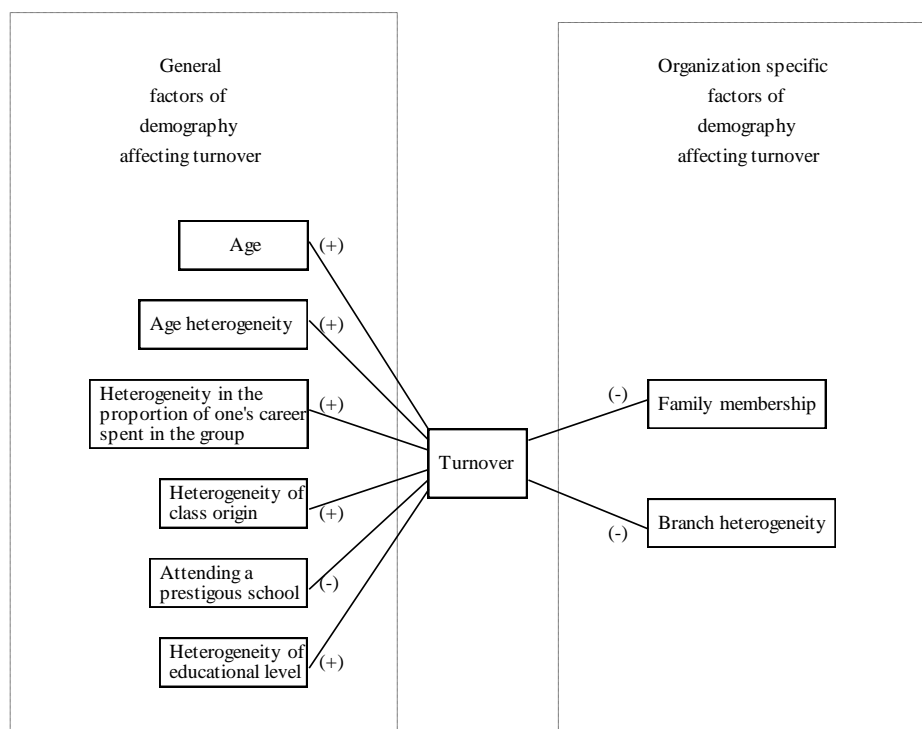 General
factors of
demography
affecting turnover
Age
(+)
Age heterogeneity
(+)
Heterogeneity in the
proportion of one's career
spent in the group
(+)
Heterogeneity of
class origin
(+)
Attending a
prestigous school
(-)
Heterogeneity of
educational level
(+)
Turnover
Organization specific
factors of
demography
affecting turnover
(-)
Family membership
(-)
Branch heterogeneity